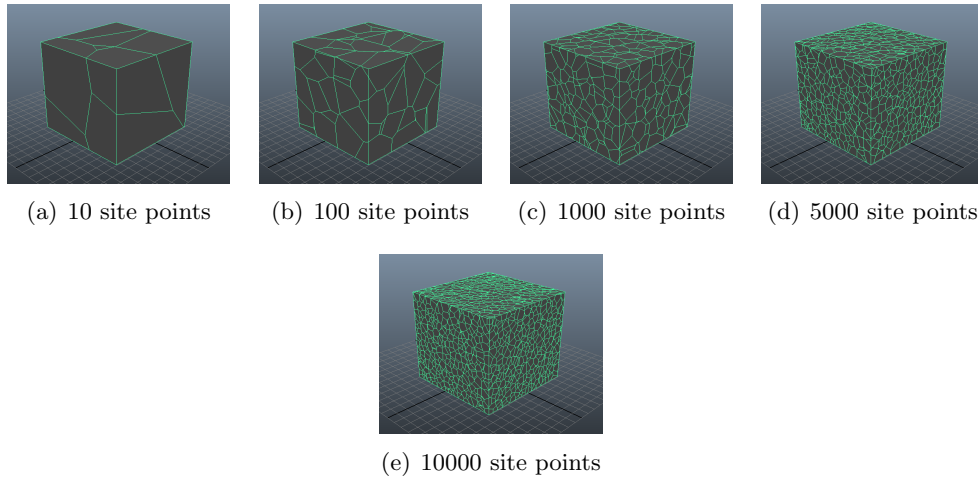 (a) 10 site points
(b) 100 site points
(c) 1000 site points
(d) 5000 site points
(e) 10000 site points